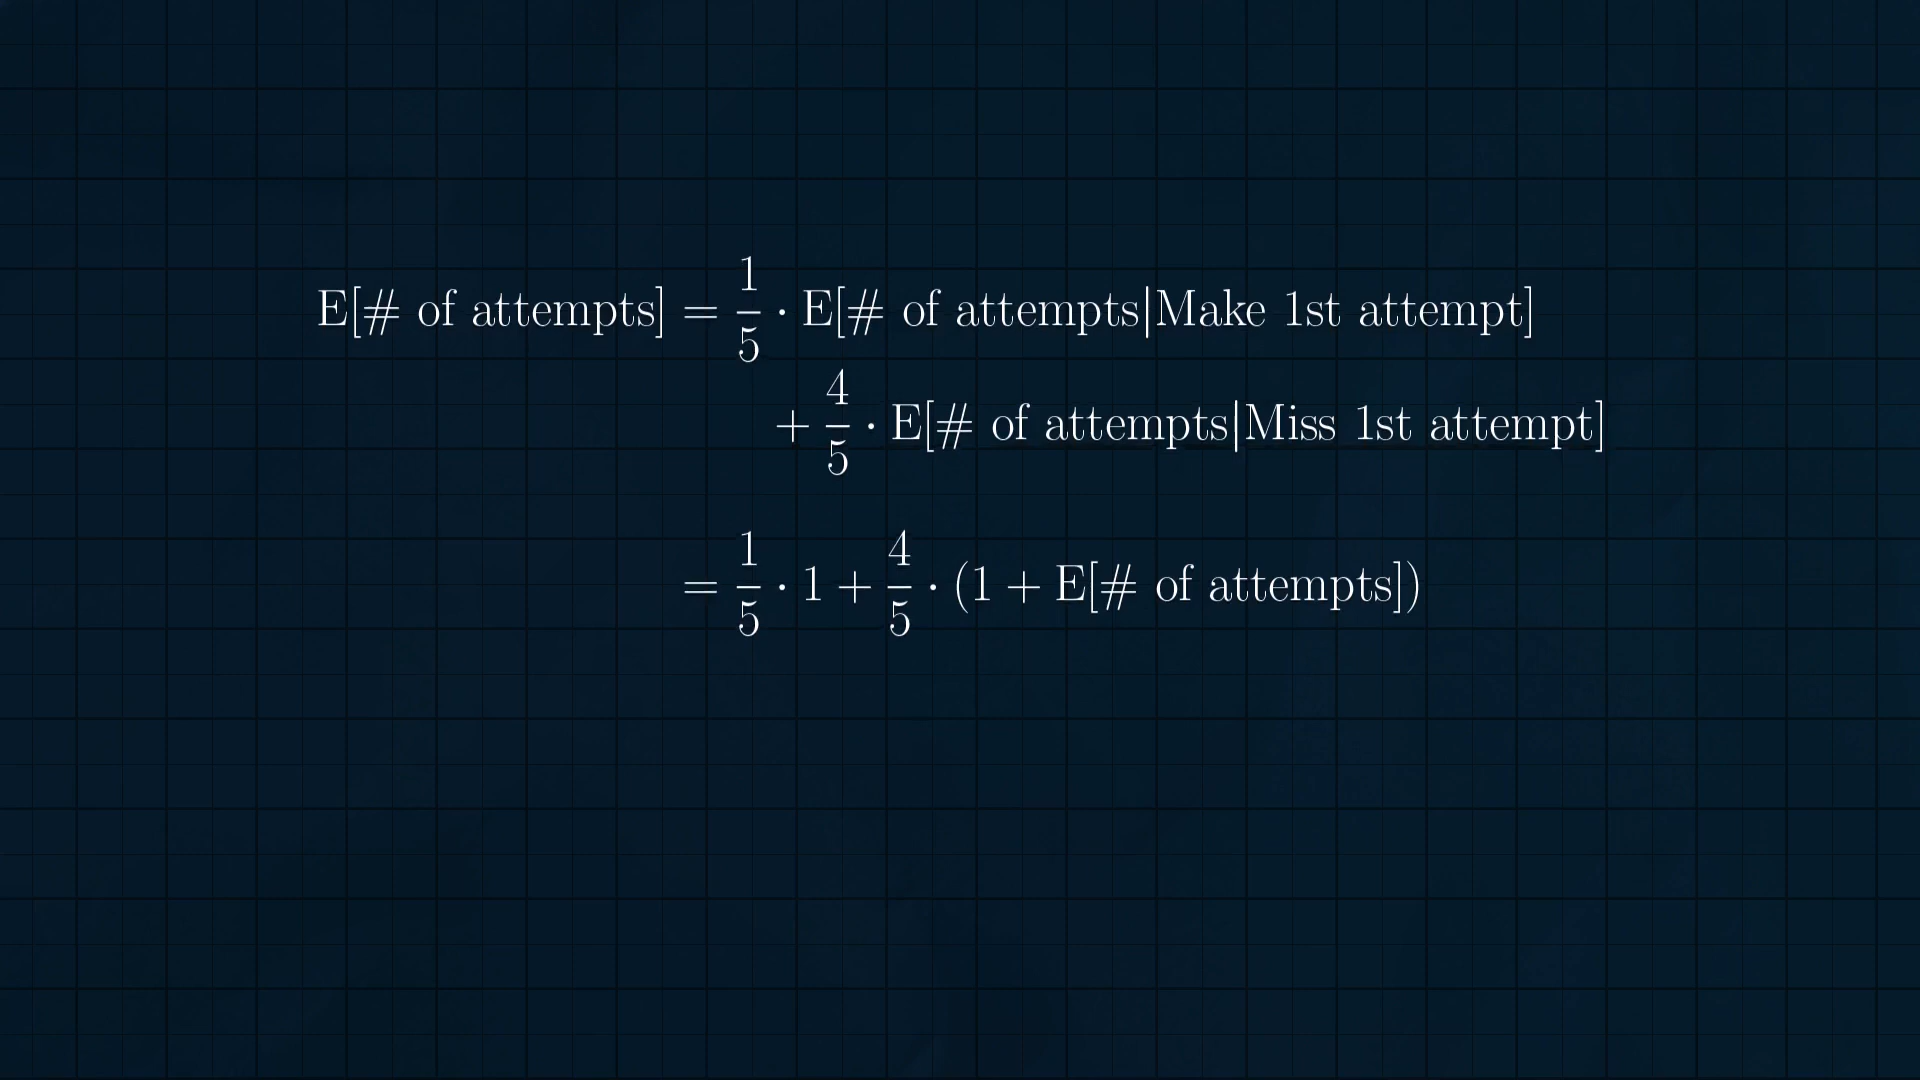 E[# of attempts] = 1/5 · E[# of attempts|Make 1st attempt]
+ 4/5 · E[# of attempts|Miss 1st attempt]
= 1/5 · 1 + 4/5 · (1 + E[# of attempts])